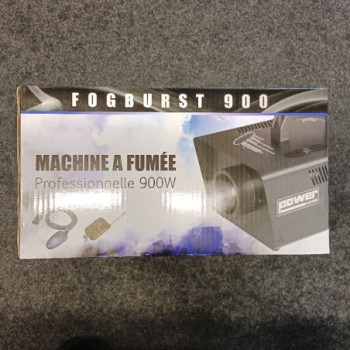 FOGBURST 900
MACHINE A FUMÉE
Professionnelle 900W
power